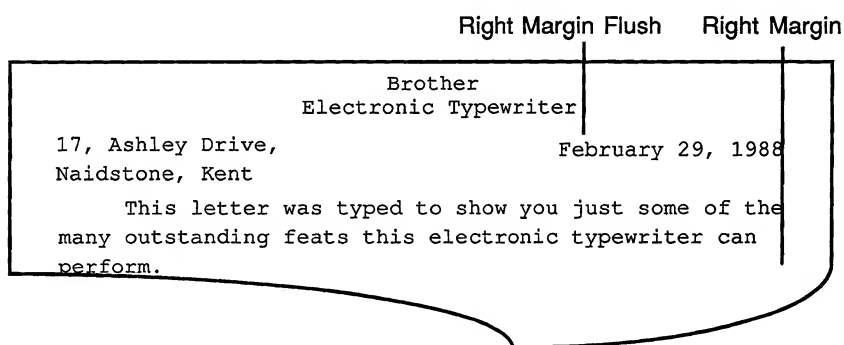 Right Margin Flush Right Margin
Brother
Electronic Typewriter
17, Ashley Drive, February 29, 1988
Naidstone, Kent
This letter was typed to show you just some of the
many outstanding feats this electronic typewriter can
perform.